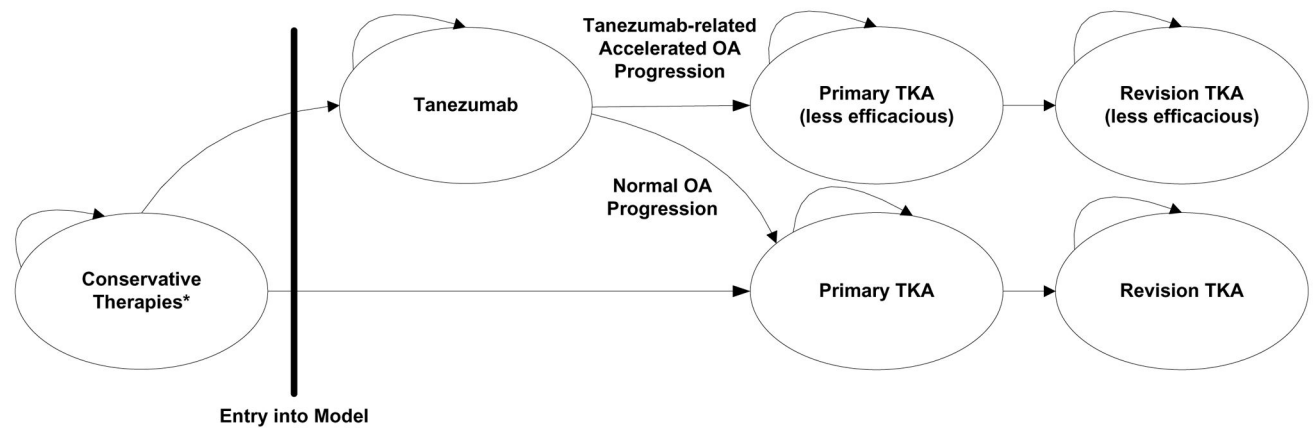 Tanezumab-related
Accelerated OA
Progression
Tanezumab
Primary TKA
(less efficacious)
Revision TKA
(less efficacious)
Normal OA
Progression
Conservative
Therapies*
Primary TKA
Revision TKA
Entry into Model